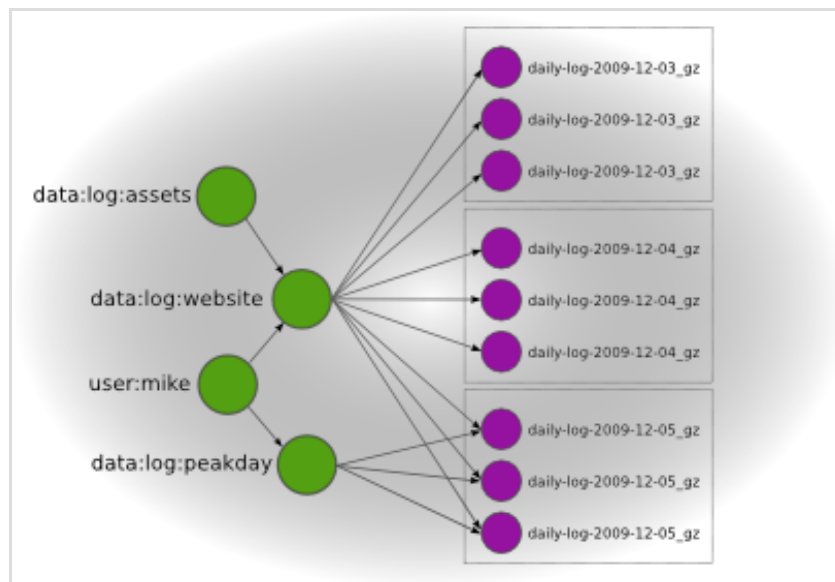 data:log:assets
data:log:website
user:mike
data:log:peakday
daily-log-2009-12-03_gz
daily-log-2009-12-03_gz
daily-log-2009-12-03_gz
daily-log-2009-12-04_gz
daily-log-2009-12-04_gz
daily-log-2009-12-04_gz
daily-log-2009-12-05_gz
daily-log-2009-12-05_gz
daily-log-2009-12-05_gz